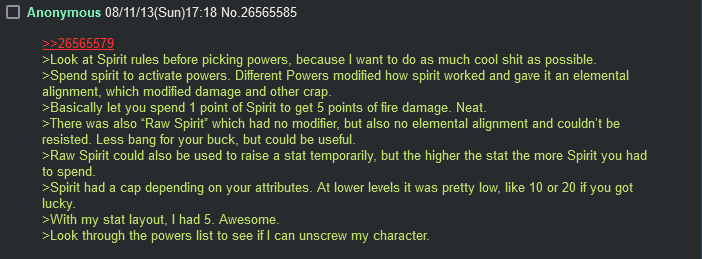 Anonymous 08/11/13(Sun)17:18 No.26565585
>>26565579
>Look at Spirit rules before picking powers, because I want to do as much cool shit as possible.
>Spend spirit to activate powers. Different Powers modified how spirit worked and gave it an elemental
alignment, which modified damage and other crap.
>Basically let you spend 1 point of Spirit to get 5 points of fire damage. Neat.
>There was also “Raw Spirit” which had no modifier, but also no elemental alignment and couldn’t be
resisted. Less bang for your buck, but could be useful.
>Raw Spirit could also be used to raise a stat temporarily, but the higher the stat the more Spirit you had
to spend.
>Spirit had a cap depending on your attributes. At lower levels it was pretty low, like 10 or 20 if you got
lucky.
>With my stat layout, I had 5. Awesome.
>Look through the powers list to see if I can unscrew my character.